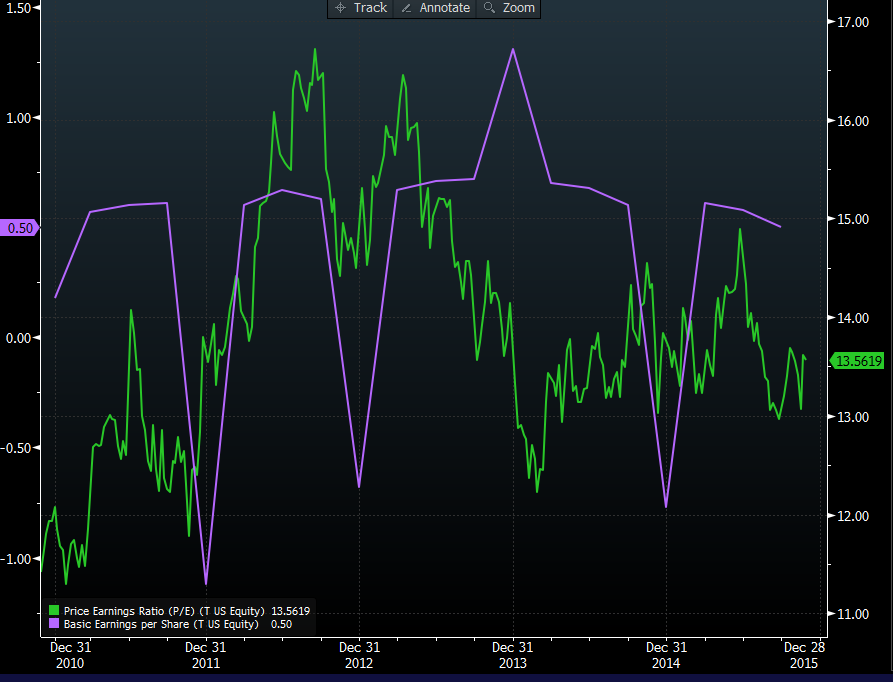 Track Annotate Zoom
1.50
17.00
1.00
16.00
0.50
15.00
0.00
14.00
13.5619
13.00
-0.50
12.00
-1.00
11.00
Price Earnings Ratio (P/E) (T US Equity) 13.5619
Basic Earnings per Share (T US Equity) 0.50
Dec 31 Dec 31 Dec 31 Dec 31 Dec 31 Dec 28
2010 2011 2012 2013 2014 2015